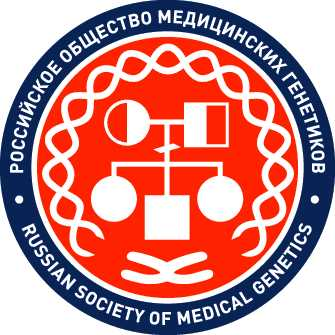 РОССИЙСКОЕ ОБЩЕСТВО МЕДИЦИНСКИХ ГЕНЕТИКОВ
RUSSIAN SOCIETY OF MEDICAL GENETICS